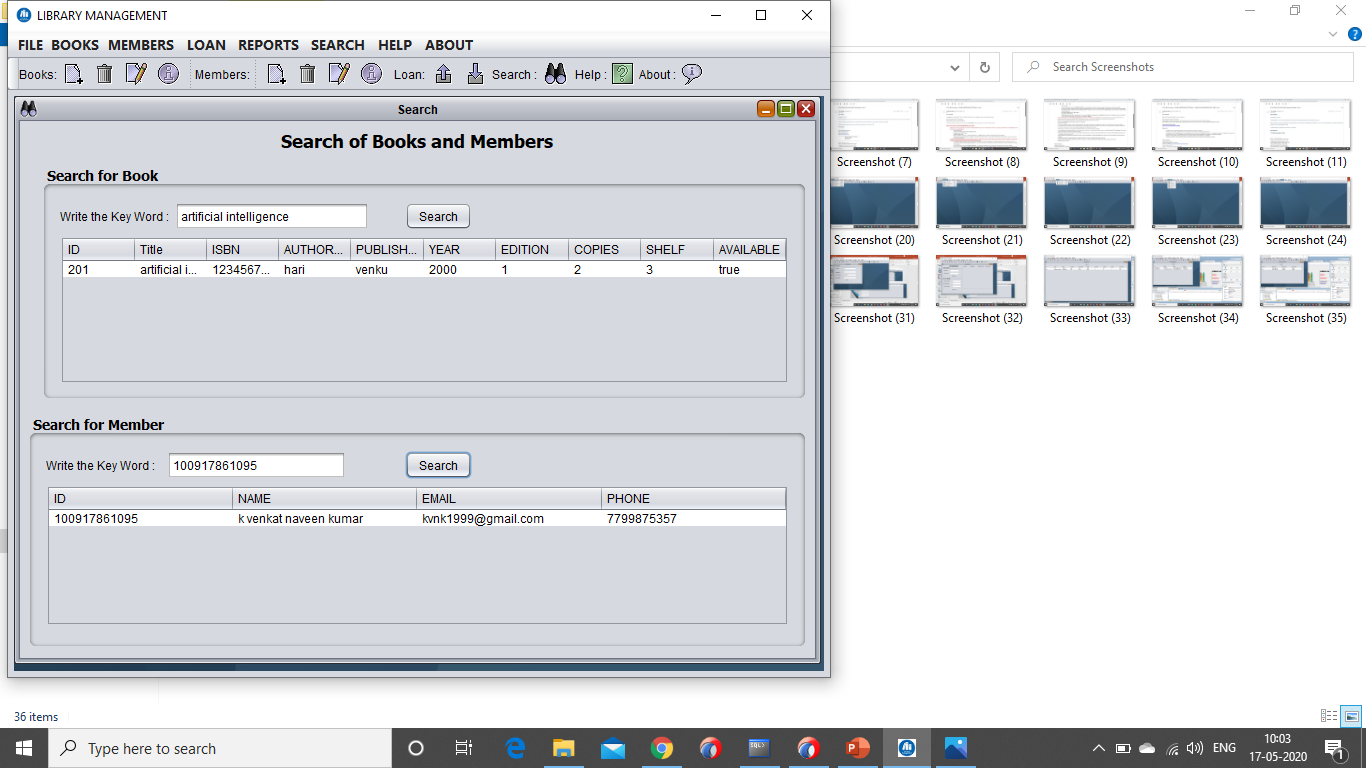 LIBRARY MANAGEMENT
FILE BOOKS MEMBERS LOAN REPORTS SEARCH HELP ABOUT
Books: Members: Loan: Search : Help : About :
Search
Search of Books and Members
Search for Book
Write the Key Word : artificial intelligence Search
ID Title ISBN AUTHOR... PUBLISH... YEAR EDITION COPIES SHELF AVAILABLE
201 artificial i... 1234567... hari venku 2000 1 2 3 true
Search for Member
Write the Key Word : 100917861095 Search
ID NAME EMAIL PHONE
100917861095 k venkat naveen kumar kvnk1999@gmail.com 7799875357
Search Screenshots
Screenshot (7) Screenshot (8) Screenshot (9) Screenshot (10) Screenshot (11)
Screenshot (20) Screenshot (21) Screenshot (22) Screenshot (23) Screenshot (24)
Screenshot (31) Screenshot (32) Screenshot (33) Screenshot (34) Screenshot (35)
36 items
Type here to search
ENG
10:03
17-05-2020
1